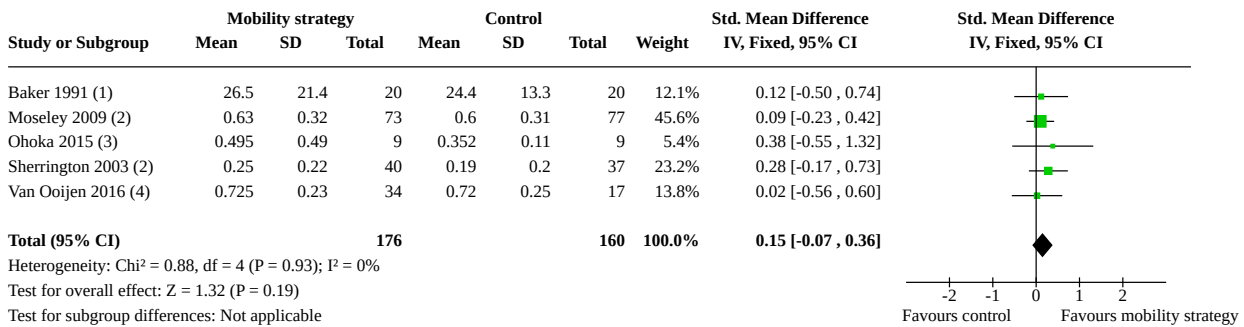 Mobility strategy Control Std. Mean Difference Std. Mean Difference
Study or Subgroup Mean SD Total Mean SD Total Weight IV, Fixed, 95% CI IV, Fixed, 95% CI
Baker 1991 (1) 26.5 21.4 20 24.4 13.3 20 12.1% 0.12 [-0.50 , 0.74]
Moseley 2009 (2) 0.63 0.32 73 0.6 0.31 77 45.6% 0.09 [-0.23 , 0.42]
Ohoka 2015 (3) 0.495 0.49 9 0.352 0.11 9 5.4% 0.38 [-0.55 , 1.32]
Sherrington 2003 (2) 0.25 0.22 40 0.19 0.2 37 23.2% 0.28 [-0.17 , 0.73]
Van Ooijen 2016 (4) 0.725 0.23 34 0.72 0.25 17 13.8% 0.02 [-0.56 , 0.60]
Total (95% CI) 176 160 100.0% 0.15 [-0.07 , 0.36]
Heterogeneity: Chi² = 0.88, df = 4 (P = 0.93); I² = 0%
Test for overall effect: Z = 1.32 (P = 0.19)
-2 -1 0 1 2
Test for subgroup differences: Not applicable Favours control Favours mobility strategy